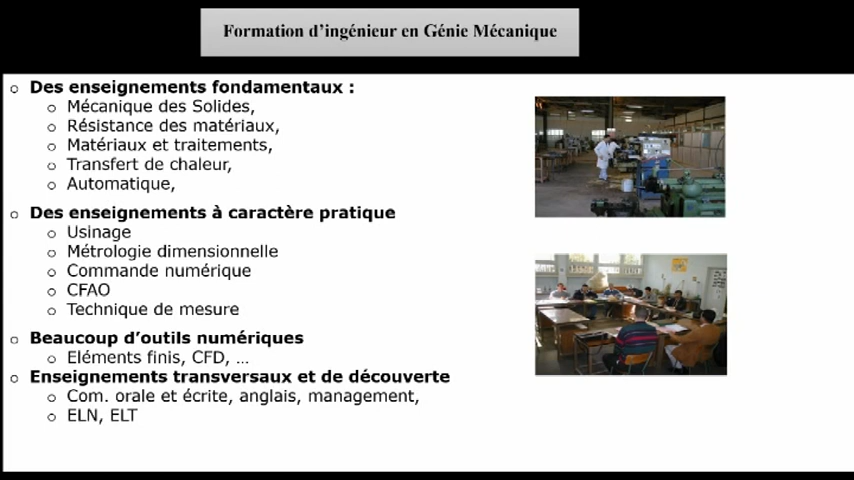 Formation d’ingénieur en Génie Mécanique
o Des enseignements fondamentaux :
o Mécanique des Solides,
o Résistance des matériaux,
o Matériaux et traitements,
o Transfert de chaleur,
o Automatique,
o Des enseignements à caractère pratique
o Usinage
o Métrologie dimensionnelle
o Commande numérique
o CFAO
o Technique de mesure
o Beaucoup d’outils numériques
o Eléments finis, CFD, …
o Enseignements transversaux et de découverte
o Com. orale et écrite, anglais, management,
o ELN, ELT